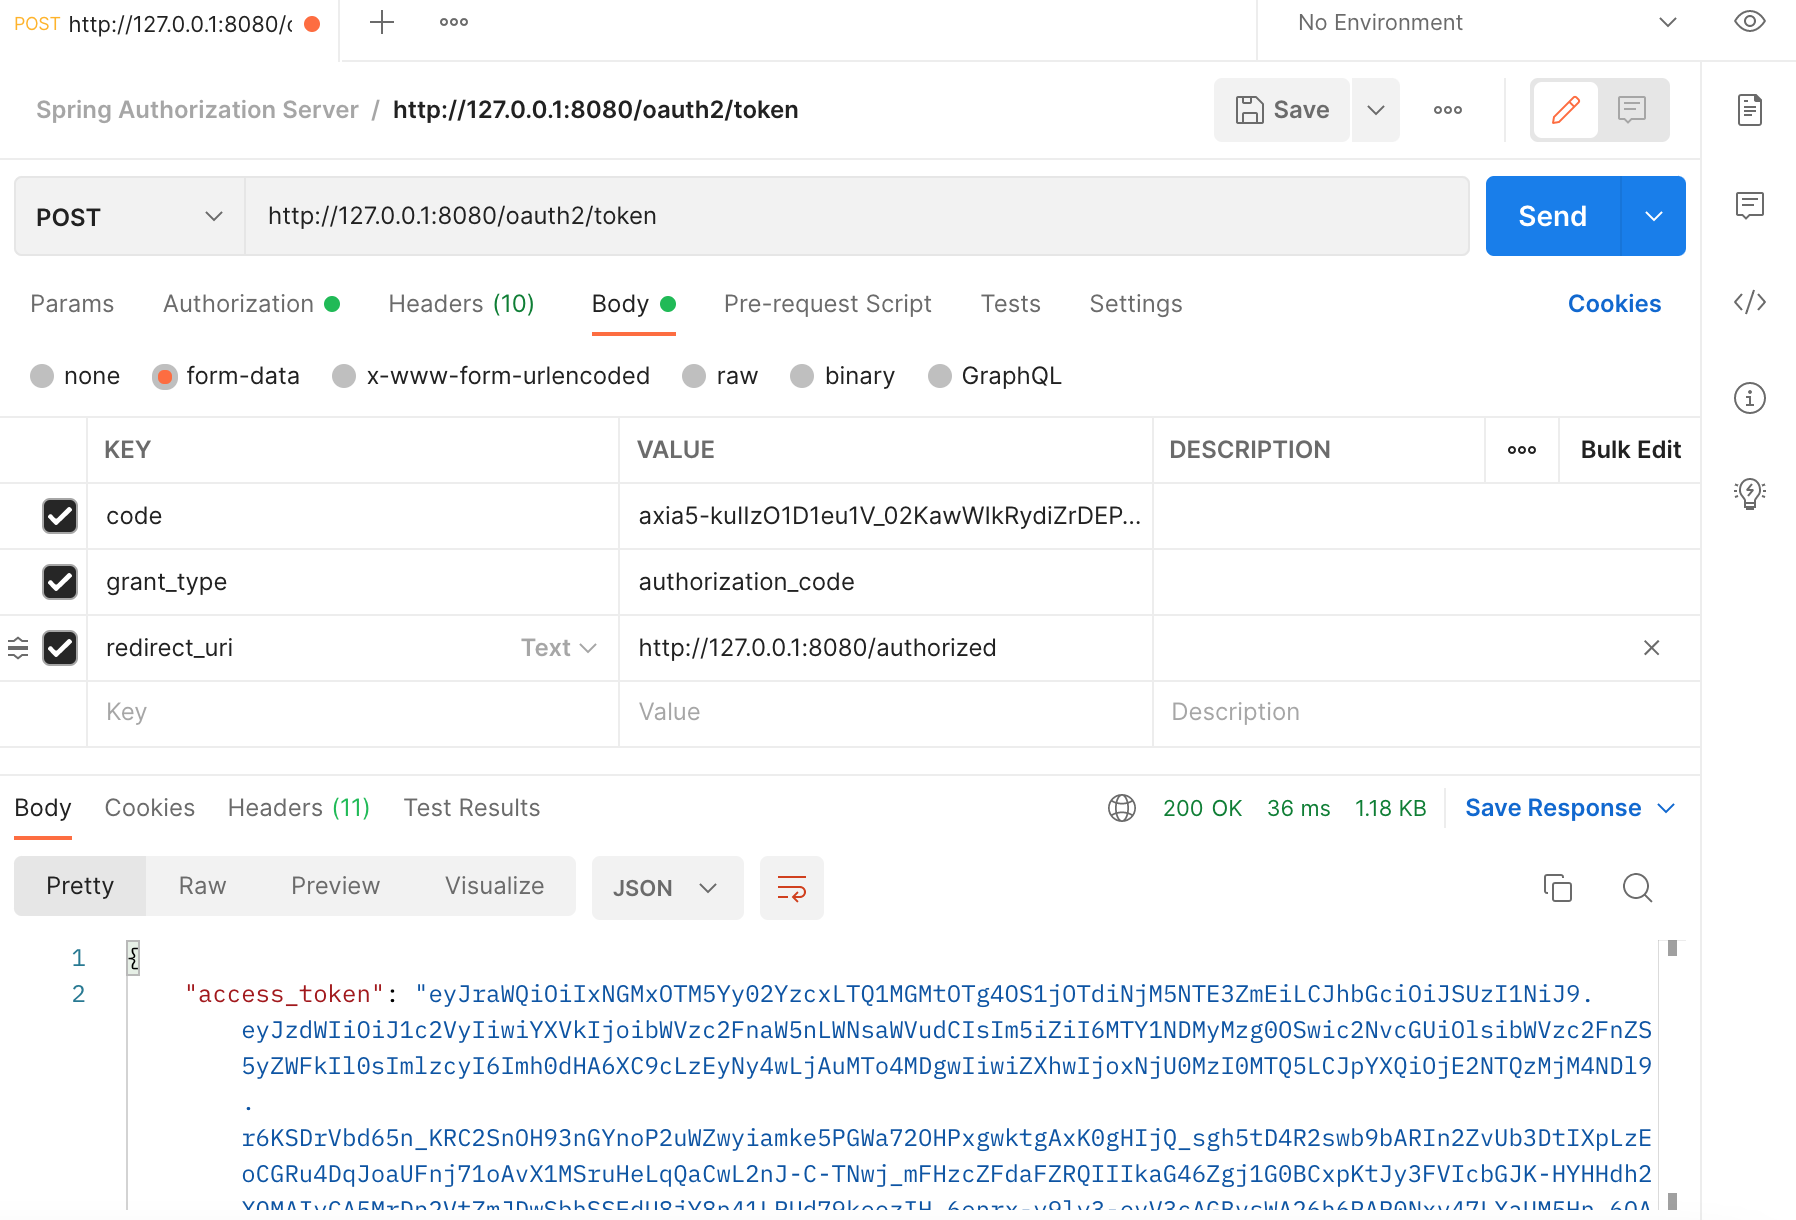 POST http://127.0.0.1:8080/c
No Environment
Spring Authorization Server / http://127.0.0.1:8080/oauth2/token
Save
POST http://127.0.0.1:8080/oauth2/token Send
Params Authorization Headers (10) Body Pre-request Script Tests Settings Cookies
none form-data x-www-form-urlencoded raw binary GraphQL
KEY VALUE DESCRIPTION Bulk Edit
code axia5-kulIzO1D1eu1V_02KawWIkRydiZrDEP...
grant_type authorization_code
redirect_uri Text http://127.0.0.1:8080/authorized
Key Value Description
Body Cookies Headers (11) Test Results 200 OK 36 ms 1.18 KB Save Response
Pretty Raw Preview Visualize JSON
1 {
2 "access_token": "eyJraWQiOiIxNGMxOTM5Yy02YzcxLTQ1MGMtOTg4OS1jOTdiNjM5NTE3ZmEiLCJhbGciOiJSUzI1NiJ9.
eyJzdWIiOiJ1c2VyIiwiYXVkIjoibWVzc2FnaW5nLWNsaWVudCIsIm5iZiI6MTY1NDMyMzg0OSwic2NvcGUiOlsibWVzc2FnZS
5yZWFkIl0sImlzcyI6Imh0dHA6XC9cLzEyNy4wLjAuMTo4MDgwIiwiZXhwIjoxNjU0MzI0MTQ5LCJpYXQiOjE2NTQzMjM4NDl9
.
r6KSDrVbd65n_KRC2SnOH93nGYnoP2uWZwyiamke5PGWa72OHPxgwktgAxK0gHIjQ_sgh5tD4R2swb9bARIn2ZvUb3DtIXpLzE
oCGRu4DqJoaUFnj71oAvX1MSruHeLqQaCwL2nJ-C-TNwj_mFHzcZFdaFZRQIIIkaG46Zgj1G0BCxpKtJy3FVIcbGJK-HYHHdh2